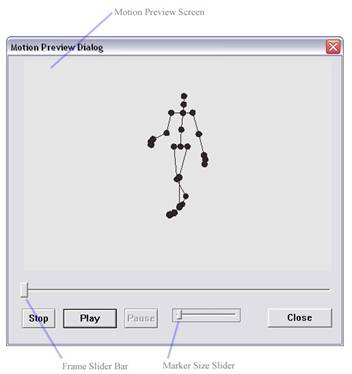 Motion Preview Screen
Motion Preview Dialog
Stop
Play
Pause
Close
Frame Slider Bar
Marker Size Slider